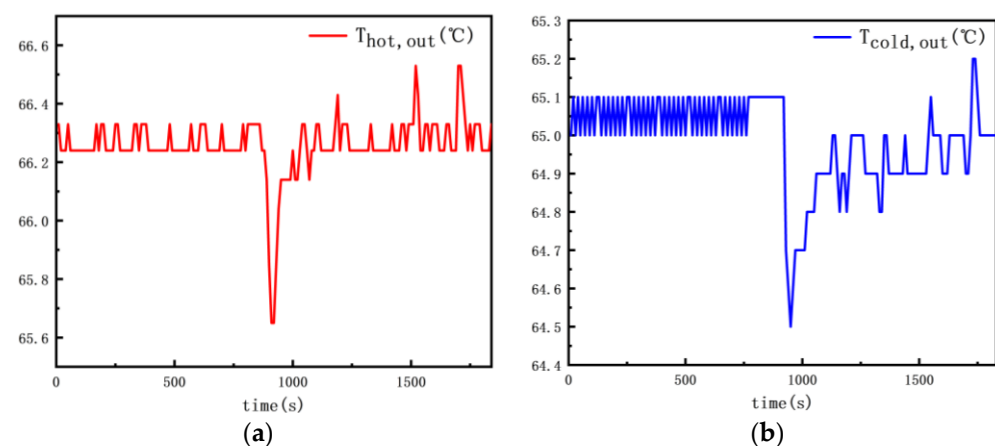 T_hot,out(℃)
66.6
66.4
66.2
66.0
65.8
65.6
0 500 1000 1500
time(s)
(a)
T_cold,out(℃)
65.3
65.2
65.1
65.0
64.9
64.8
64.7
64.6
64.5
64.4
0 500 1000 1500
time(s)
(b)